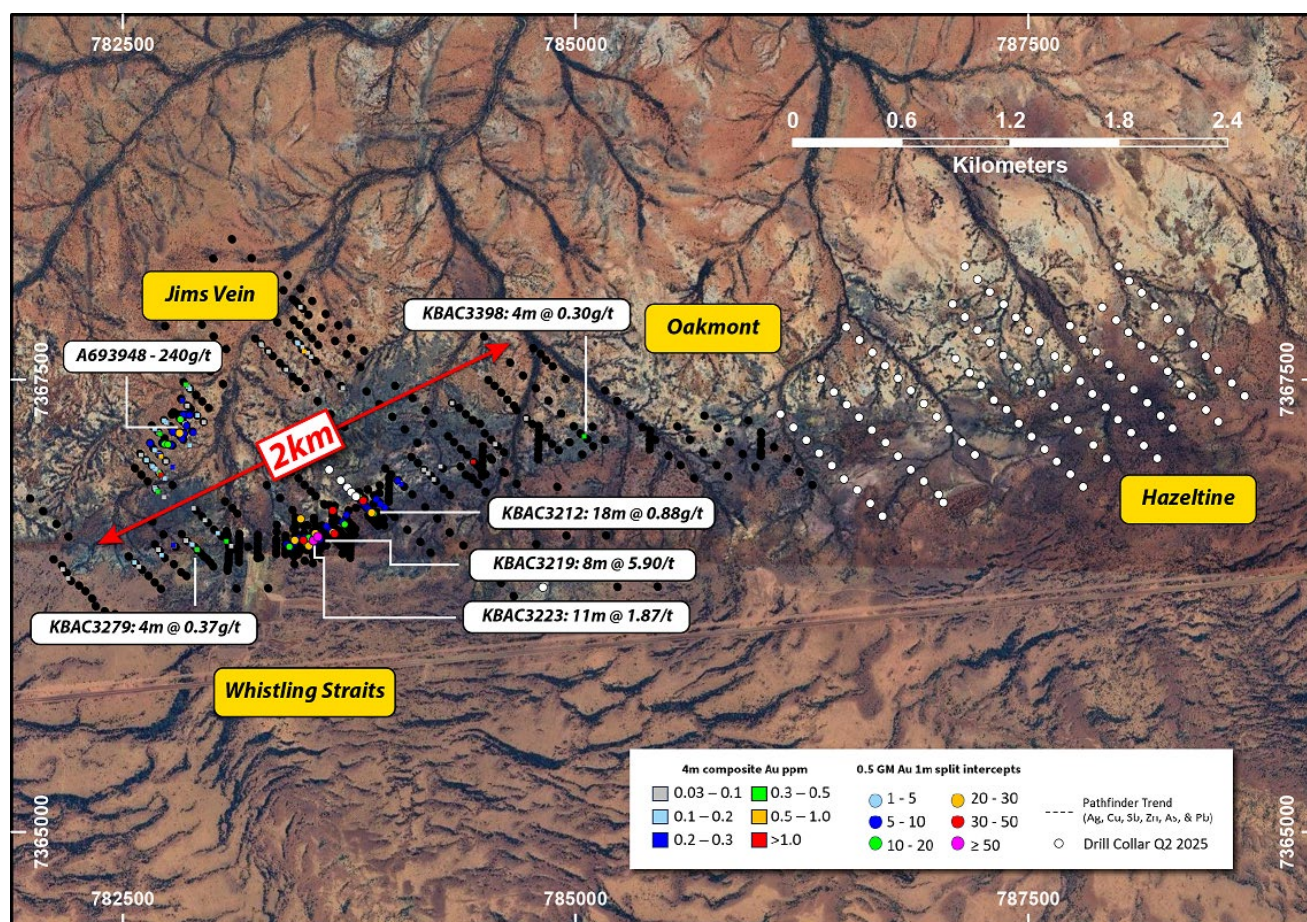 782500 785000 787500
0 0.6 1.2 1.8 2.4
Kilometers
Jims Vein
KBAC3398: 4m @ 0.30g/t
Oakmont
A693948 - 240g/t
7367500
7367500
2km
Hazeltine
KBAC3212: 18m @ 0.88g/t
KBAC3219: 8m @ 5.90/t
KBAC3223: 11m @ 1.87/t
KBAC3279: 4m @ 0.37g/t
Whistling Straits
4m composite Au ppm
0.03 – 0.1
0.3 – 0.5
0.1 – 0.2
0.5 – 1.0
0.2 – 0.3
>1.0
0.5 GM Au 1m split intercepts
1 - 5
20 - 30
5 - 10
30 - 50
10 - 20
≥ 50
Pathfinder Trend
(Ag, Cu, Sb, Zn, As, & Pb)
Drill Collar Q2 2025
7365000
7365000
782500 785000 787500